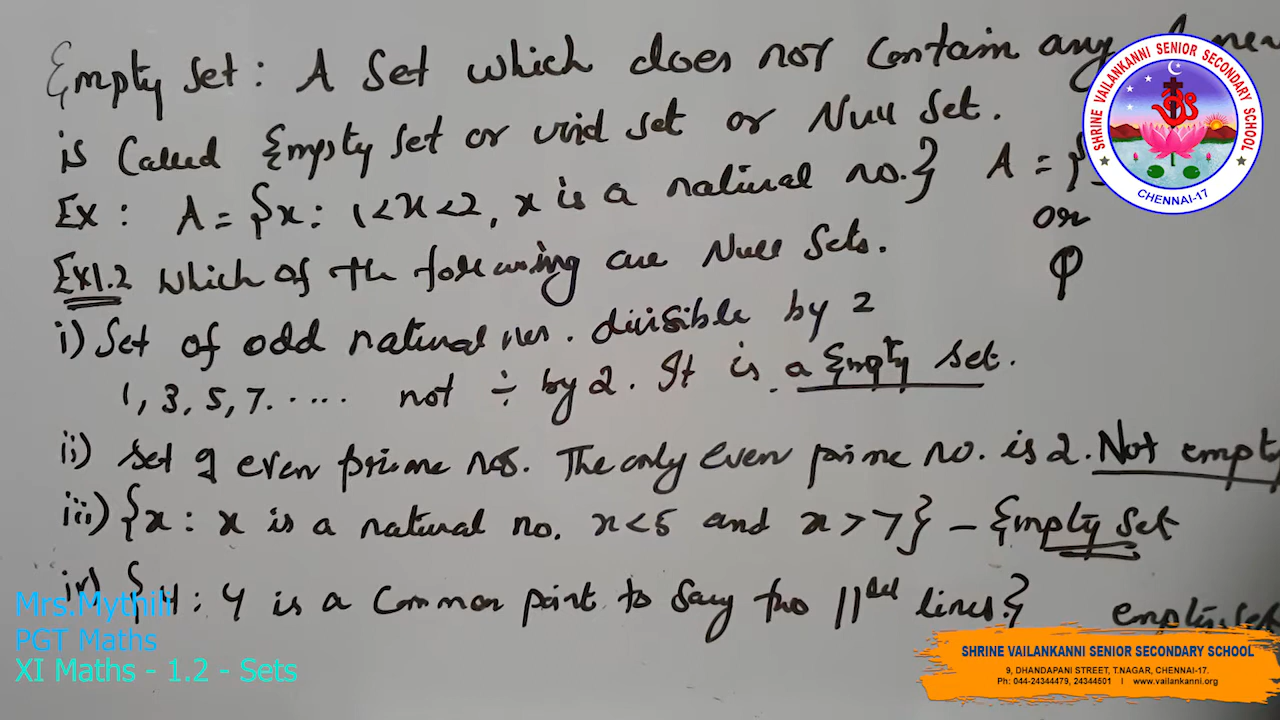 Empty set: A Set which does not contain any
is Called Empty set or void set or Null Set.
Ex: A = {x: 1<x<2, x is a natural no.} A = {
or
φ
Ex1.2 Which of the following are Null Sets.
i) Set of odd natural nos. divisible by 2
1, 3, 5, 7..... not ÷ by 2. It is a Empty set.
ii) Set of even prime nos. The only even prime no. is 2. Not empty
iii) {x: x is a natural no. x<5 and x>7} – Empty Set
iv) {y: y is a Common point to say two ||el lines.} empty set
Mrs.Mythili
PGT Maths
XI Maths - 1.2 - Sets
SHRINE VAILANKANNI SENIOR SECONDARY SCHOOL
CHENNAI-17
SHRINE VAILANKANNI SENIOR SECONDARY SCHOOL
9, DHANDAPANI STREET, T.NAGAR, CHENNAI-17.
Ph: 044-24344479, 24344501 I www.vailankanni.org